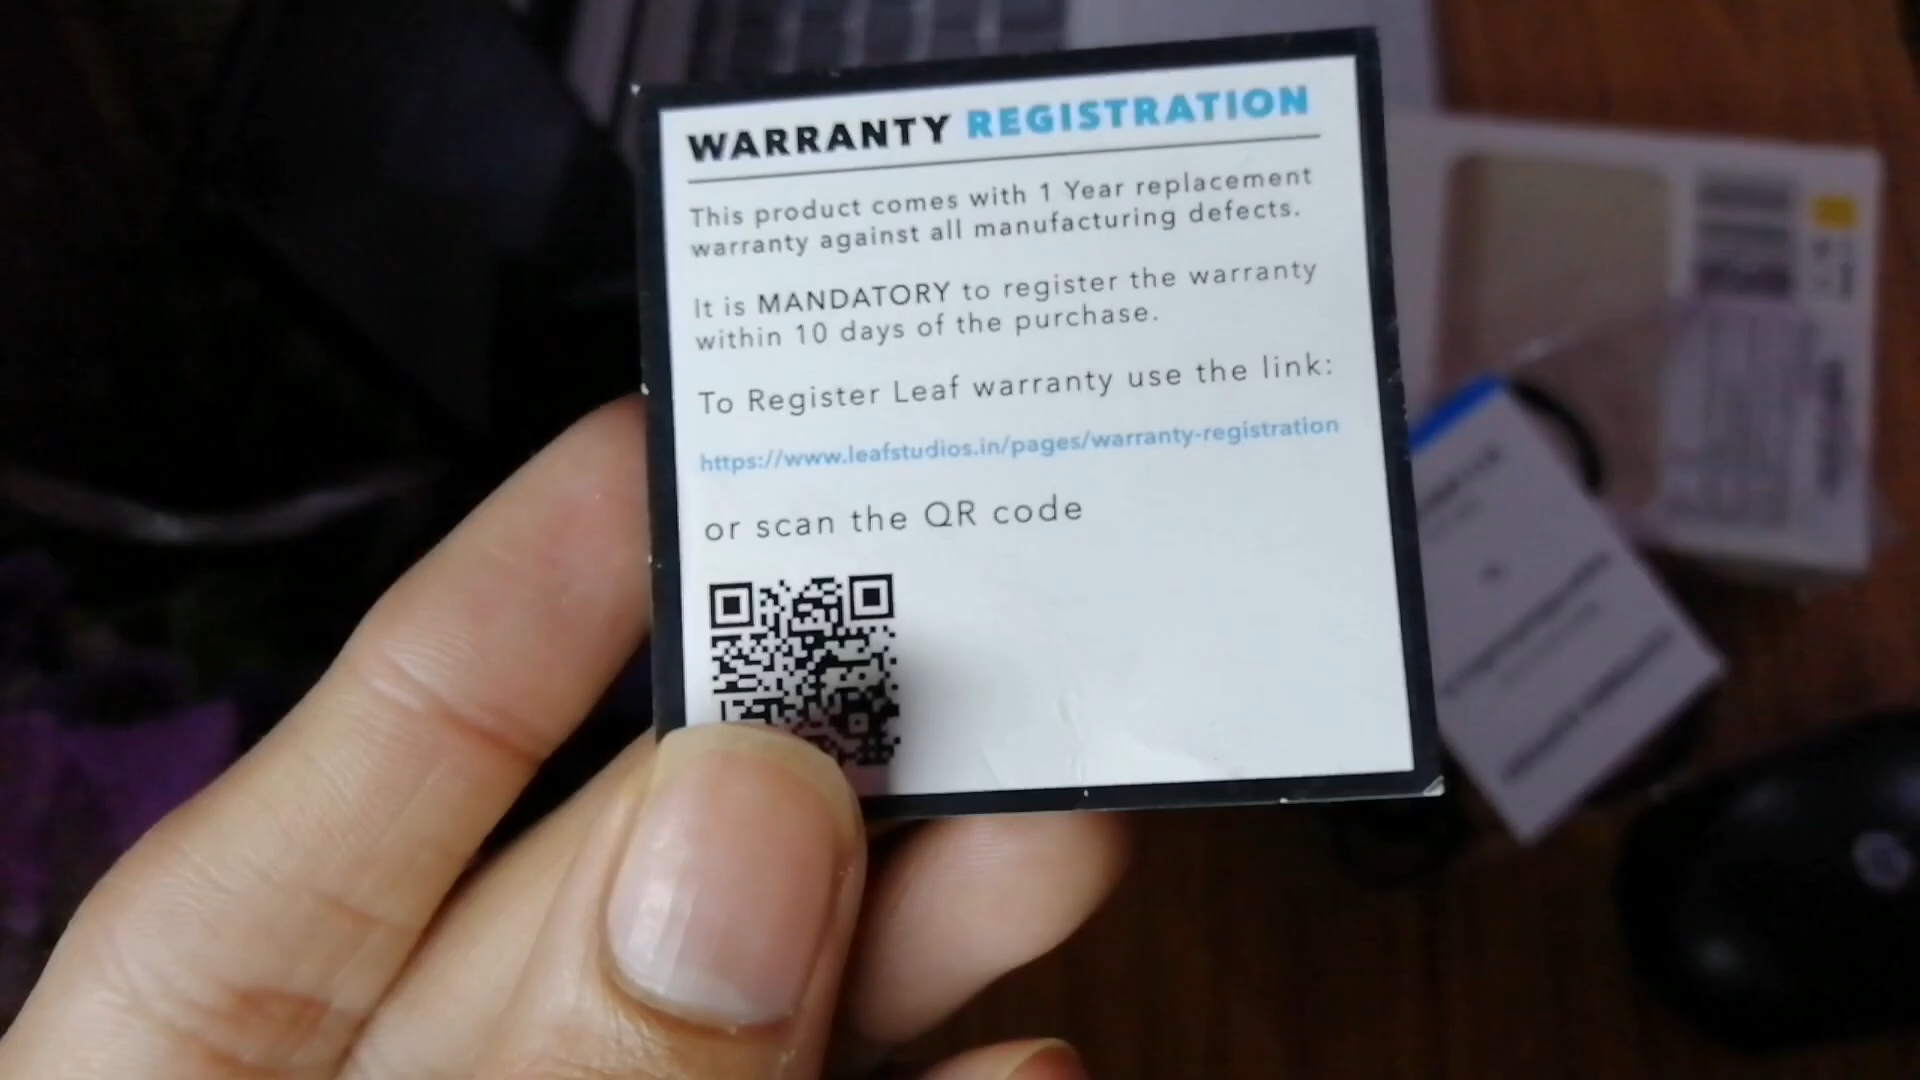 WARRANTY REGISTRATION
This product comes with 1 Year replacement
warranty against all manufacturing defects.
It is MANDATORY to register the warranty
within 10 days of the purchase.
To Register Leaf warranty use the link:
https://www.leafstudios.in/pages/warranty-registration
or scan the QR code